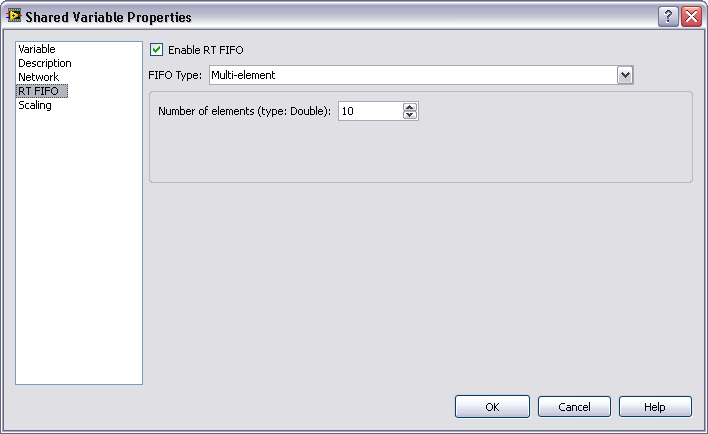 Shared Variable Properties
Variable
Description
Network
RT FIFO
Scaling
Enable RT FIFO
FIFO Type: Multi-element
Number of elements (type: Double): 10
OK Cancel Help